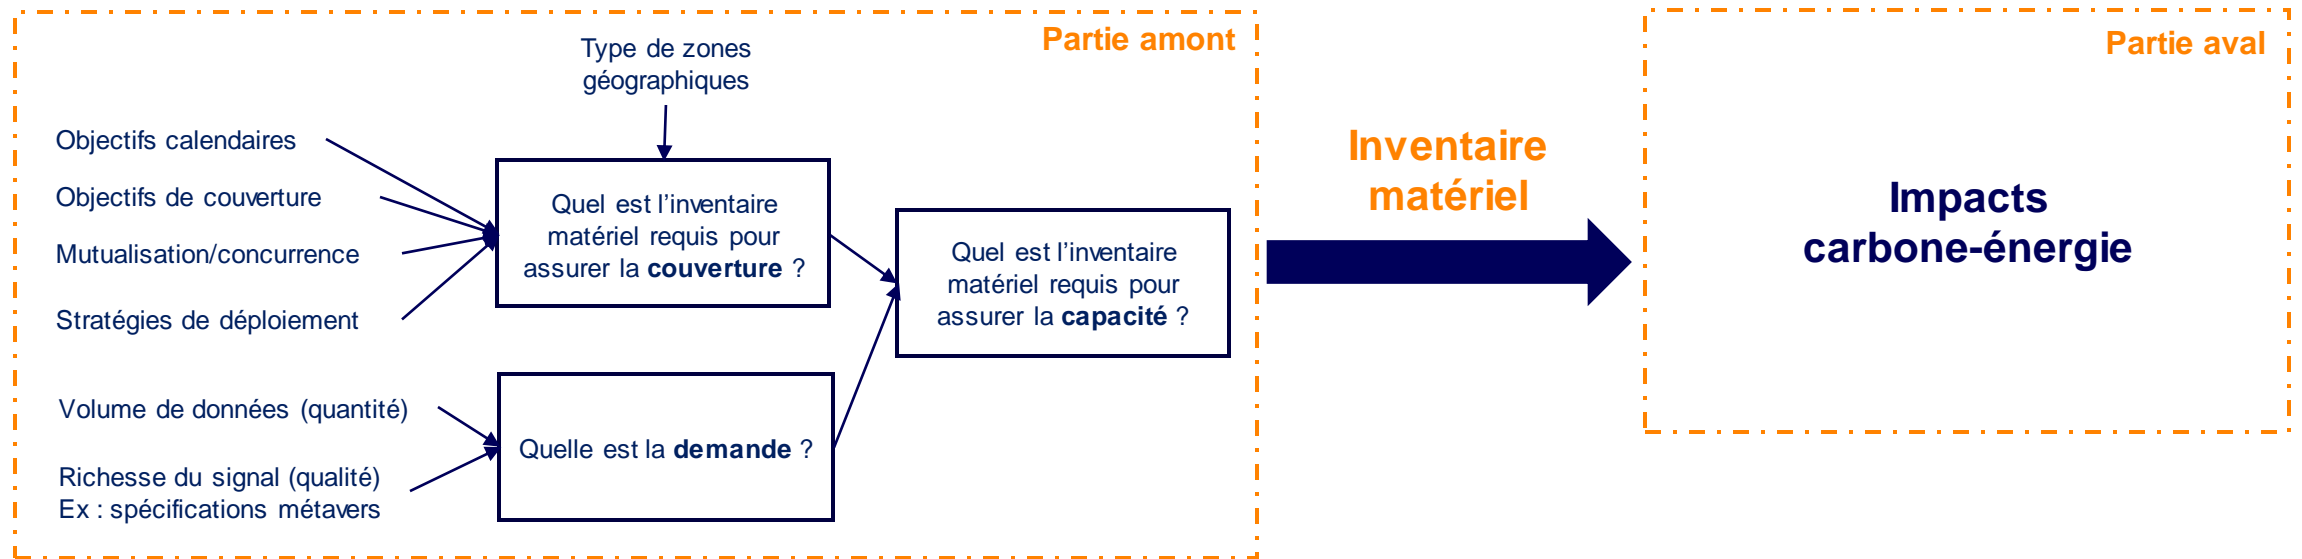 Partie amont
Type de zones
géographiques
Objectifs calendaires
Objectifs de couverture
Mutualisation/concurrence
Stratégies de déploiement
Quel est l’inventaire
matériel requis pour
assurer la couverture ?
Volume de données (quantité)
Richesse du signal (qualité)
Ex : spécifications métavers
Quelle est la demande ?
Quel est l’inventaire
matériel requis pour
assurer la capacité ?
Inventaire
matériel
Partie aval
Impacts
carbone-énergie